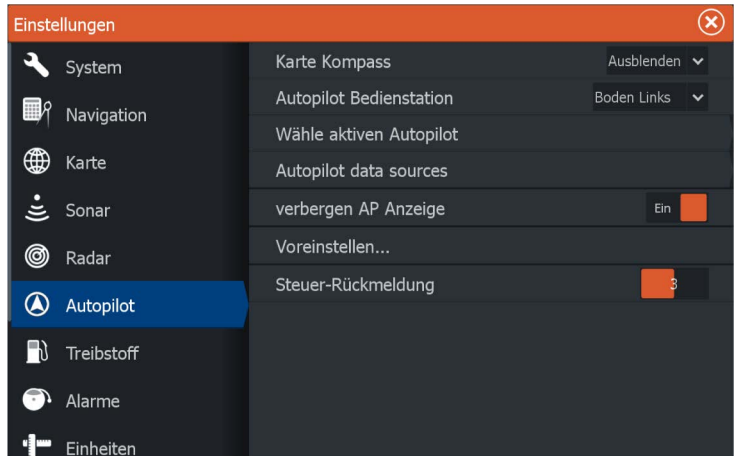 Einstellungen
System
Navigation
Karte
Sonar
Radar
Autopilot
Treibstoff
Alarme
Einheiten
Karte Kompass Ausblenden
Autopilot Bedienstation Boden Links
Wähle aktiven Autopilot
Autopilot data sources
verbergen AP Anzeige Ein
Voreinstellen...
Steuer-Rückmeldung 3